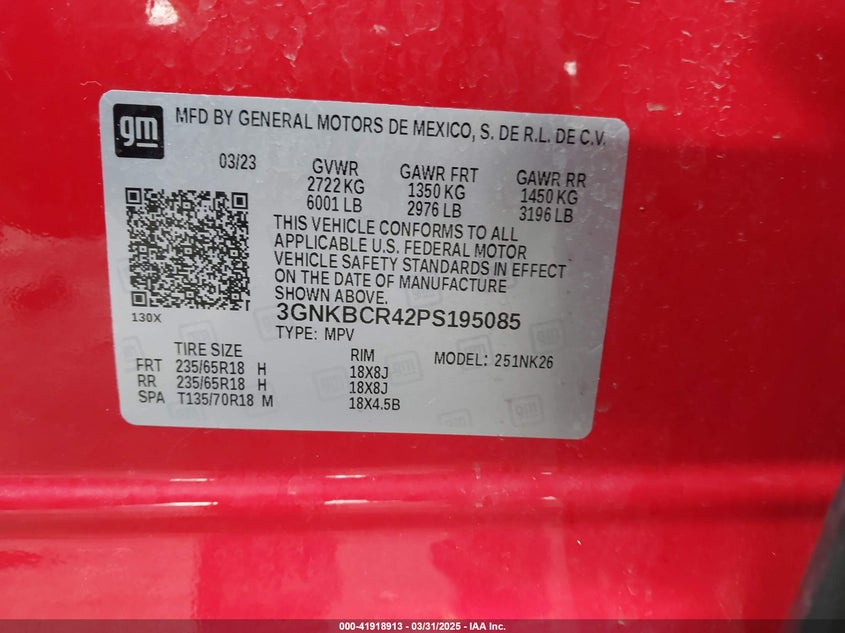 gm
MFD BY GENERAL MOTORS DE MEXICO, S. DE R.L. DE C.V.
03/23 GVWR GAWR FRT GAWR RR
2722 KG 1350 KG 1450 KG
6001 LB 2976 LB 3196 LB
THIS VEHICLE CONFORMS TO ALL
APPLICABLE U.S. FEDERAL MOTOR
VEHICLE SAFETY STANDARDS IN EFFECT
ON THE DATE OF MANUFACTURE
SHOWN ABOVE.
130X
3GNKBCR42PS195085
TYPE: MPV
TIRE SIZE RIM MODEL: 251NK26
FRT 235/65R18 H 18X8J
RR 235/65R18 H 18X8J
SPA T135/70R18 M 18X4.5B
000-41918913 - 03/31/2025 - IAA Inc.